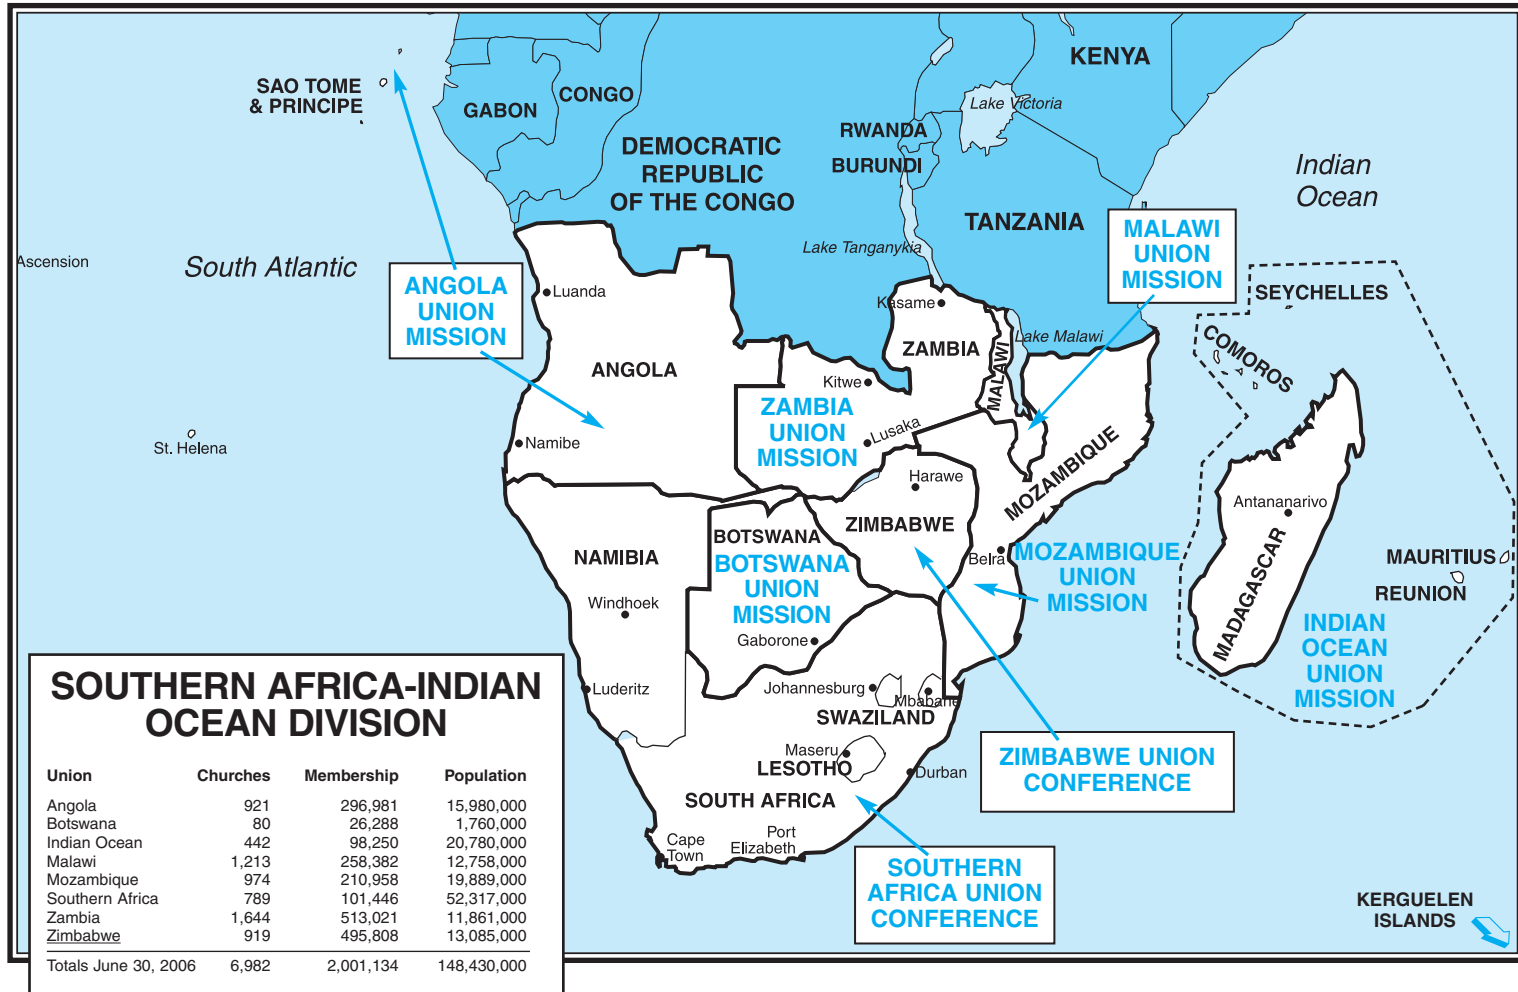 KENYA
SAO TOME
& PRINCIPE
GABON
CONGO
Lake Victoria
RWANDA
BURUNDI
DEMOCRATIC
REPUBLIC
OF THE CONGO
TANZANIA
Indian
Ocean
MALAWI
UNION
MISSION
Lake Tanganykia
Ascension
South Atlantic
ANGOLA
UNION
MISSION
Luanda
Kasame
SEYCHELLES
ZAMBIA
MALAWI
Lake Malawi
COMOROS
ANGOLA
Kitwe
ZAMBIA
UNION
MISSION
Lusaka
St. Helena
Namibe
MOZAMBIQUE
Harawe
ZIMBABWE
Antananarivo
MADAGASCAR
NAMIBIA
BOTSWANA
BOTSWANA
UNION
MISSION
Belra
MOZAMBIQUE
UNION
MISSION
MAURITIUS
REUNION
Windhoek
Gaborone
INDIAN
OCEAN
UNION
MISSION
Luderitz
Johannesburg
Mbabane
SWAZILAND
Maseru
LESOTHO
Durban
SOUTH AFRICA
ZIMBABWE UNION
CONFERENCE
Cape
Town
Port
Elizabeth
SOUTHERN
AFRICA UNION
CONFERENCE
KERGUELEN
ISLANDS
SOUTHERN AFRICA-INDIAN
OCEAN DIVISION
Union Churches Membership Population
Angola 921 296,981 15,980,000
Botswana 80 26,288 1,760,000
Indian Ocean 442 98,250 20,780,000
Malawi 1,213 258,382 12,758,000
Mozambique 974 210,958 19,889,000
Southern Africa 789 101,446 52,317,000
Zambia 1,644 513,021 11,861,000
Zimbabwe 919 495,808 13,085,000
Totals June 30, 2006 6,982 2,001,134 148,430,000